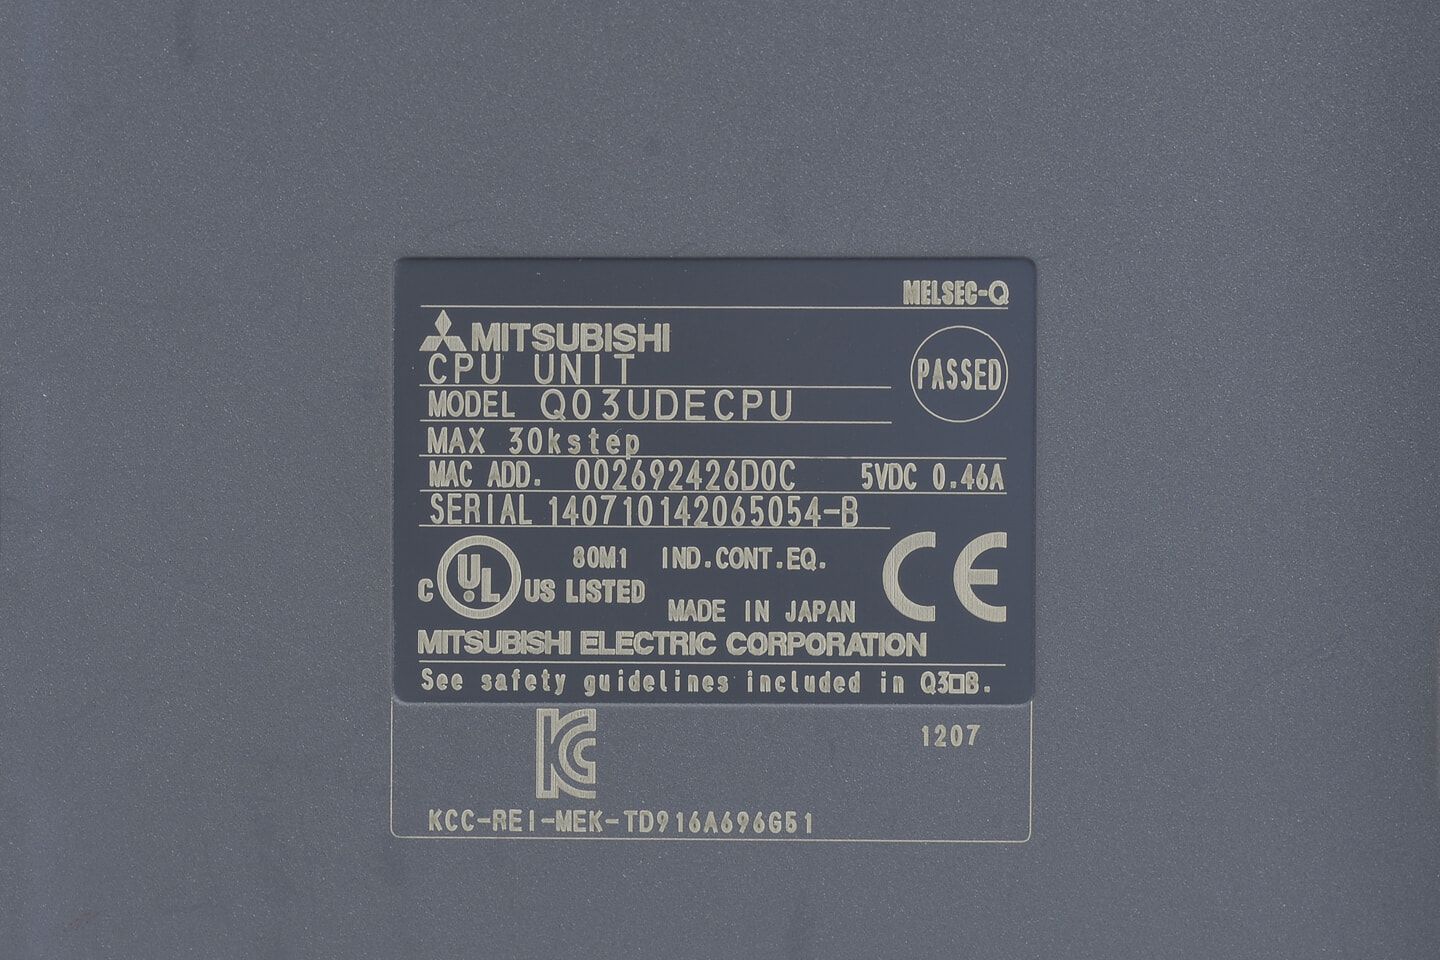 MELSEC-Q
MITSUBISHI
CPU UNIT
PASSED
MODEL Q03UDECPU
MAX 30kstep
MAC ADD. 002692426D0C 5VDC 0.46A
SERIAL 140710142065054-B
80M1 IND.CONT.EQ.
C UL US LISTED
CE
MADE IN JAPAN
MITSUBISHI ELECTRIC CORPORATION
See safety guidelines included in Q3□B.
KC
1207
KCC-REI-MEK-TD916A696G51